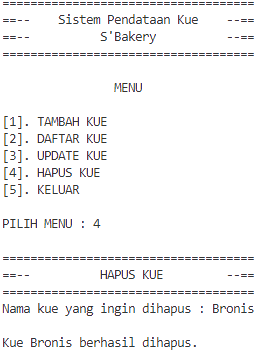 ====================================
==--    Sistem Pendataan Kue    --==
==--          S'Bakery          --==
====================================
MENU
[1]. TAMBAH KUE
[2]. DAFTAR KUE
[3]. UPDATE KUE
[4]. HAPUS KUE
[5]. KELUAR
PILIH MENU : 4
====================================
==--          HAPUS KUE         --==
====================================
Nama kue yang ingin dihapus : Bronis
Kue Bronis berhasil dihapus.